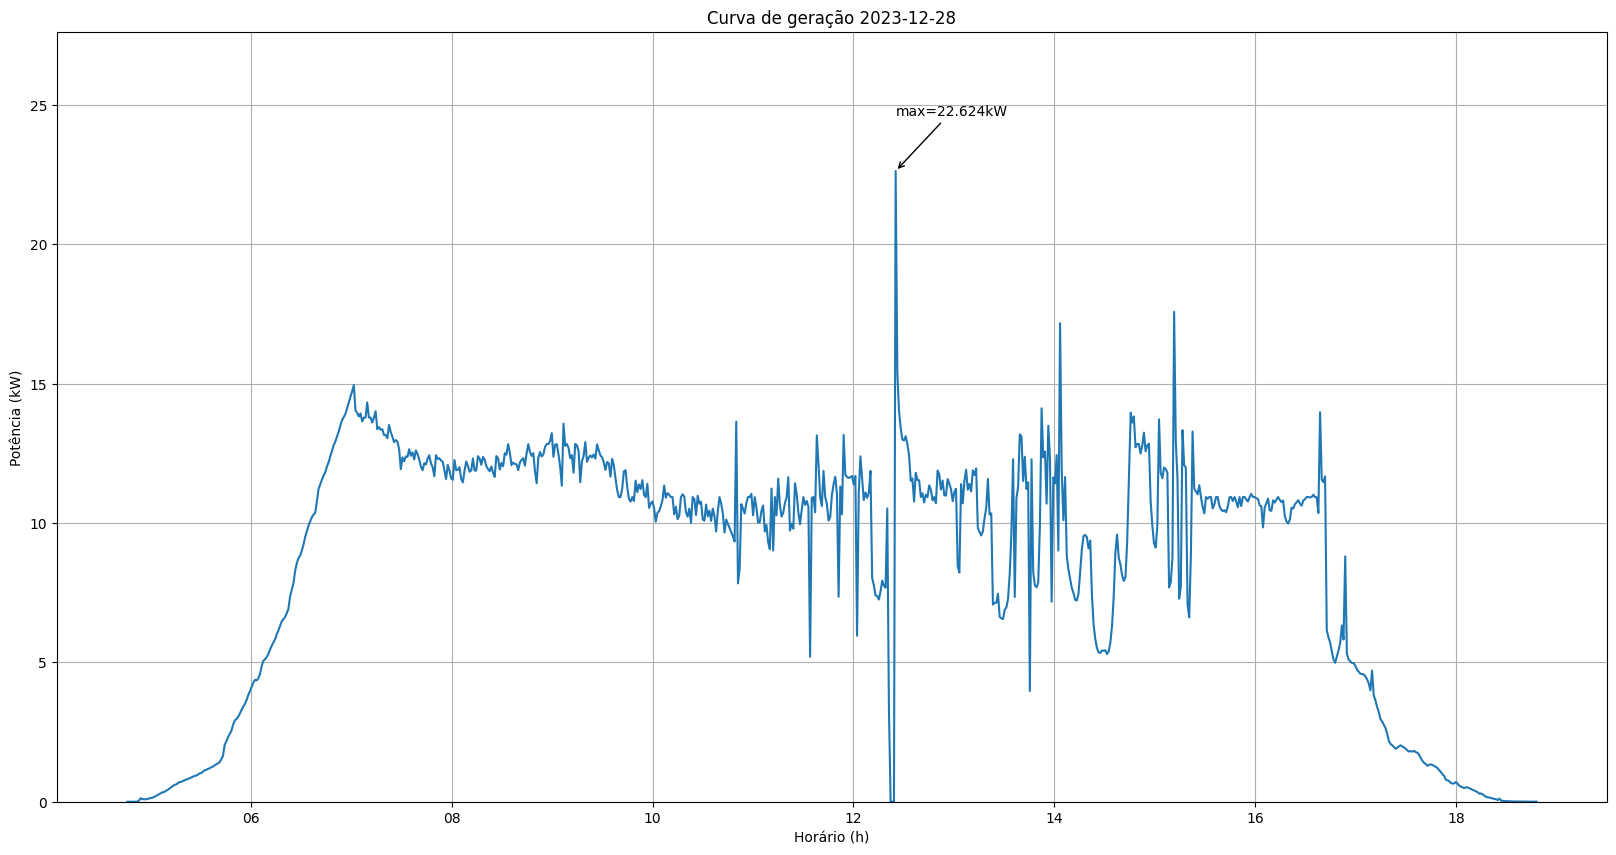 Curva de geração 2023-12-28
25
max=22.624kW
20
15
Potência (kW)
10
5
0
06 08 10 12 14 16 18
Horário (h)